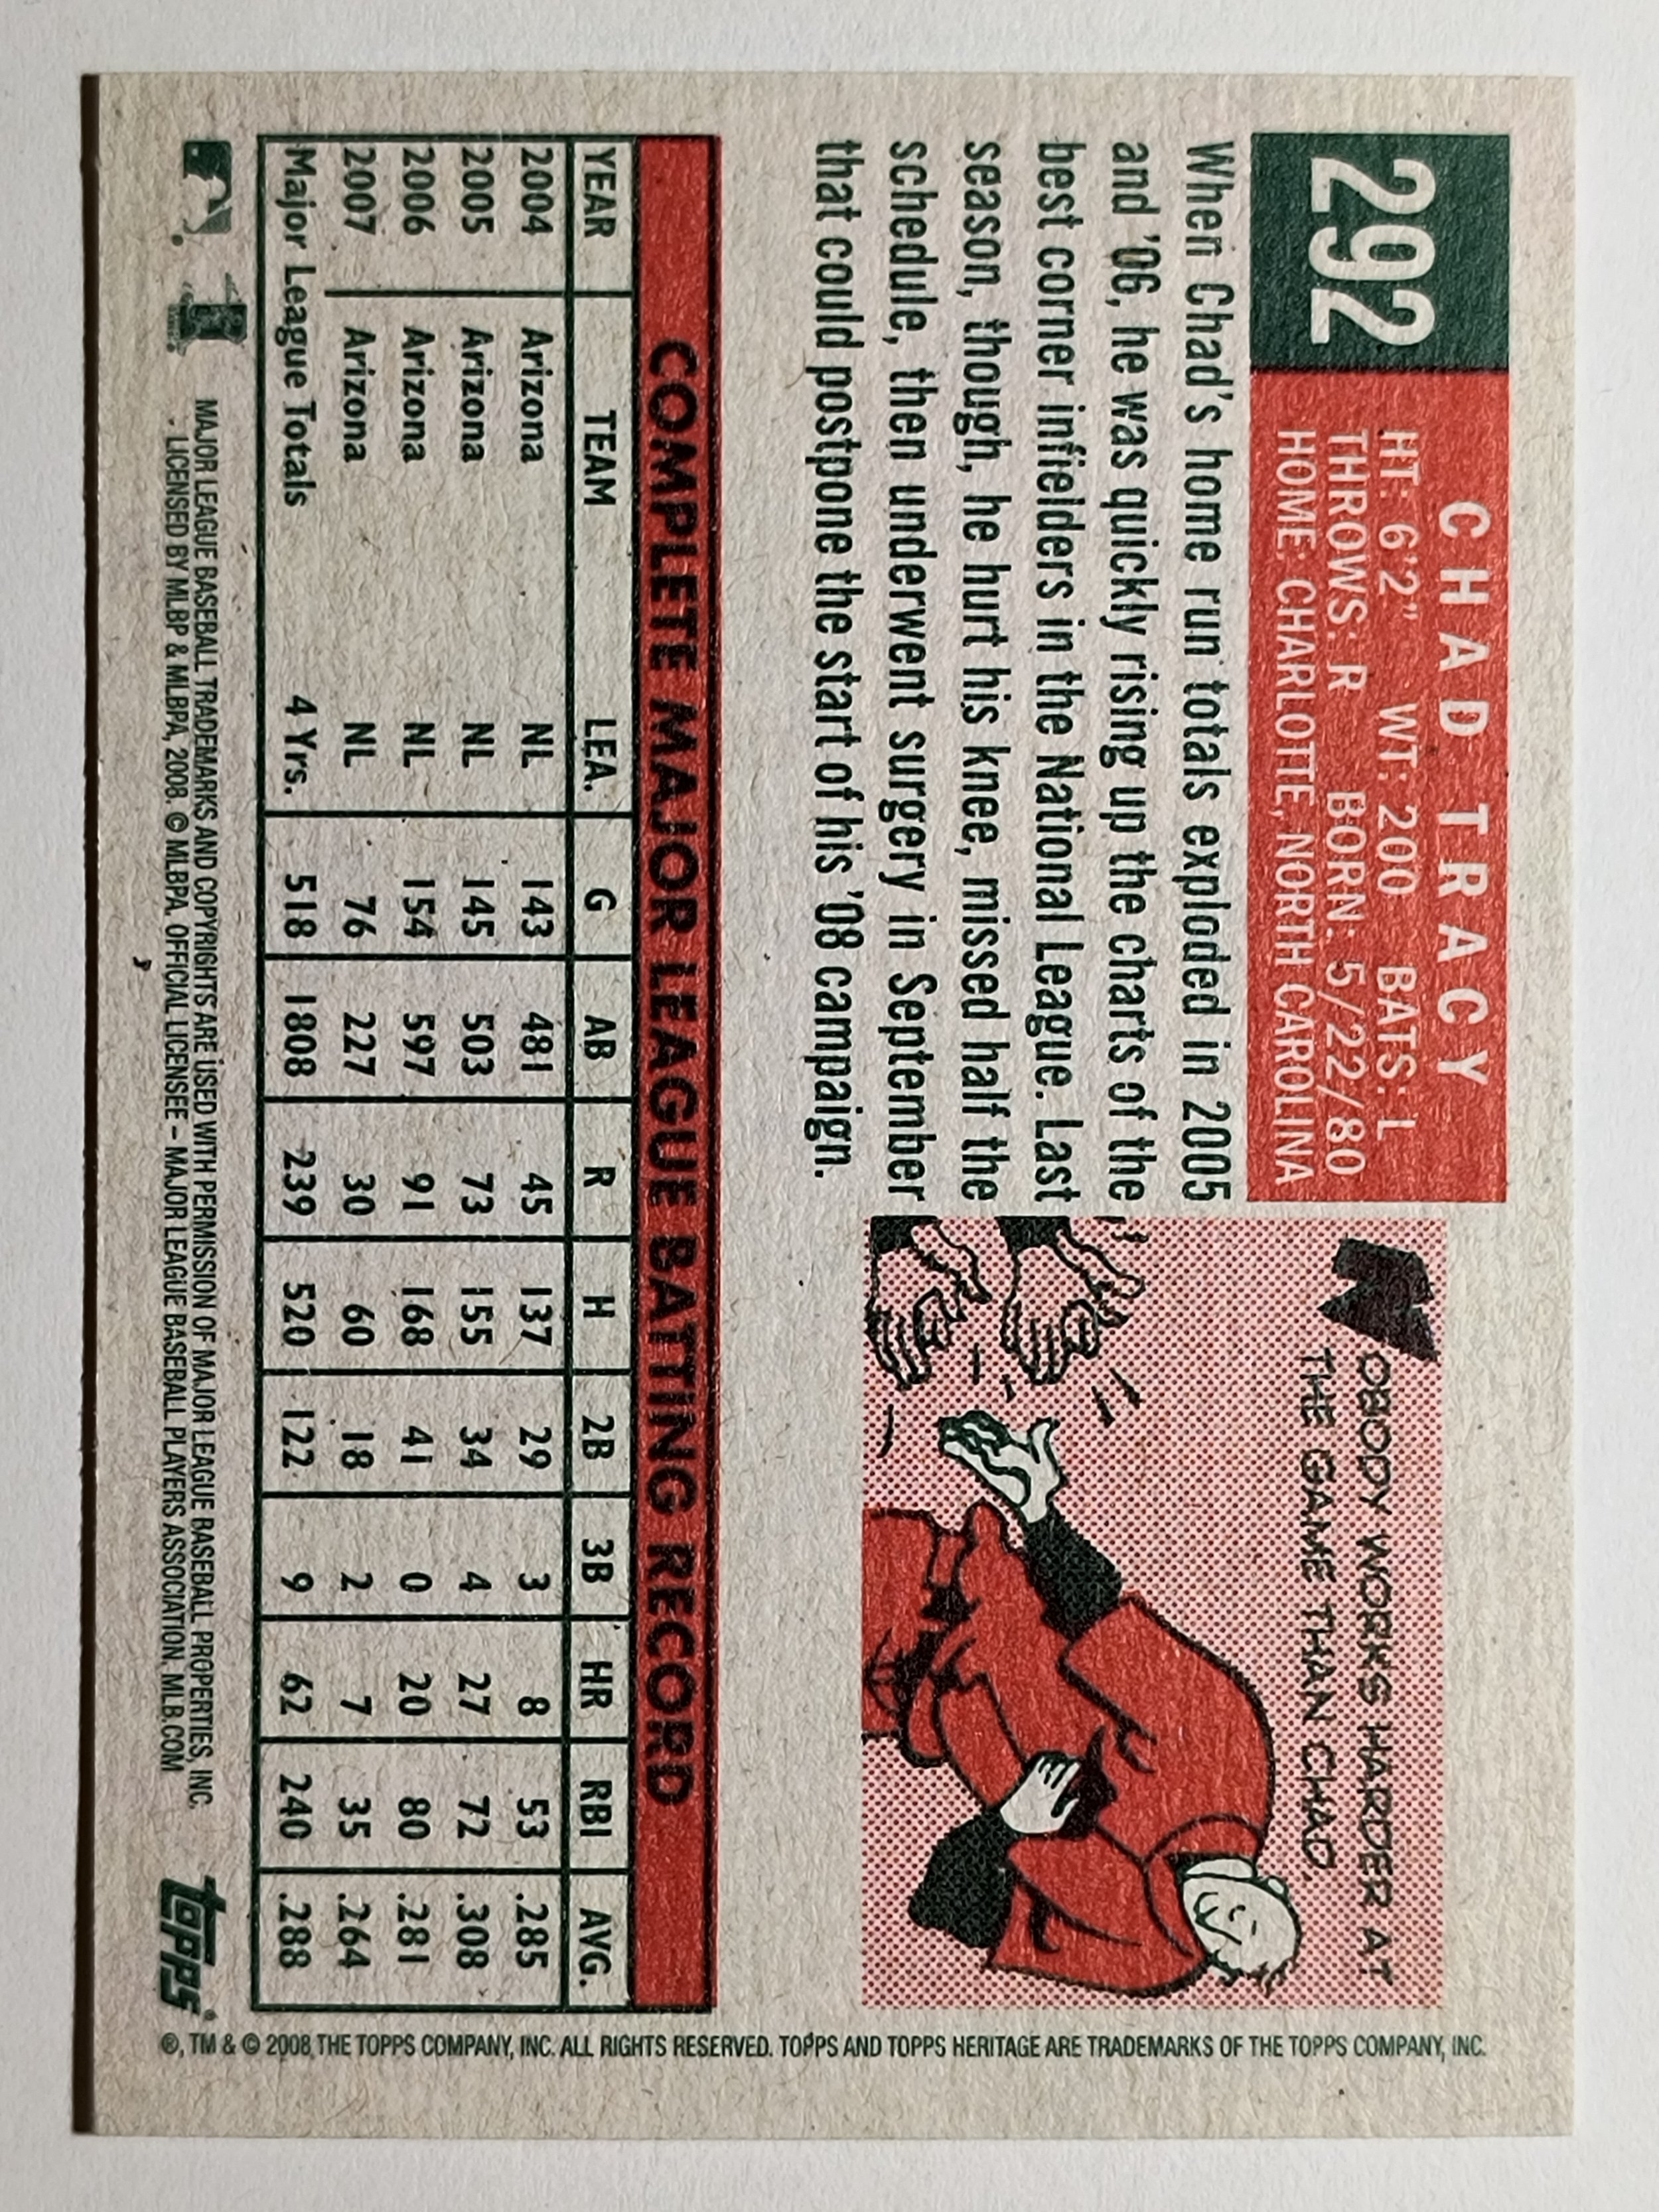 292
CHAD TRACY
HT: 6'2" WT: 200 BATS: L
THROWS: R BORN: 5/22/80
HOME: CHARLOTTE, NORTH CAROLINA
When Chad's home run totals exploded in 2005
and '06, he was quickly rising up the charts of the
best corner infielders in the National League. Last
season, though, he hurt his knee, missed half the
schedule, then underwent surgery in September
that could postpone the start of his '08 campaign.
NOBODY WORKS HARDER AT
THE GAME THAN CHAD.
COMPLETE MAJOR LEAGUE BATTING RECORD
YEAR TEAM LEA. G AB R H 2B 3B HR RBI AVG.
2004 Arizona NL 143 481 45 137 29 3 8 53 .285
2005 Arizona NL 145 503 73 155 34 4 27 72 .308
2006 Arizona NL 154 597 91 168 41 0 20 80 .281
2007 Arizona NL 76 227 30 60 18 2 7 35 .264
Major League Totals 4 Yrs. 518 1808 239 520 122 9 62 240 .288
MAJOR LEAGUE BASEBALL TRADEMARKS AND COPYRIGHTS ARE USED WITH PERMISSION OF MAJOR LEAGUE BASEBALL PROPERTIES, INC.
LICENSED BY MLBP & MLBPA, 2008. © MLBPA. OFFICIAL LICENSEE – MAJOR LEAGUE BASEBALL PLAYERS ASSOCIATION. MLB.COM
topps®
®, TM & © 2008 THE TOPPS COMPANY, INC. ALL RIGHTS RESERVED. TOPPS AND TOPPS HERITAGE ARE TRADEMARKS OF THE TOPPS COMPANY, INC.